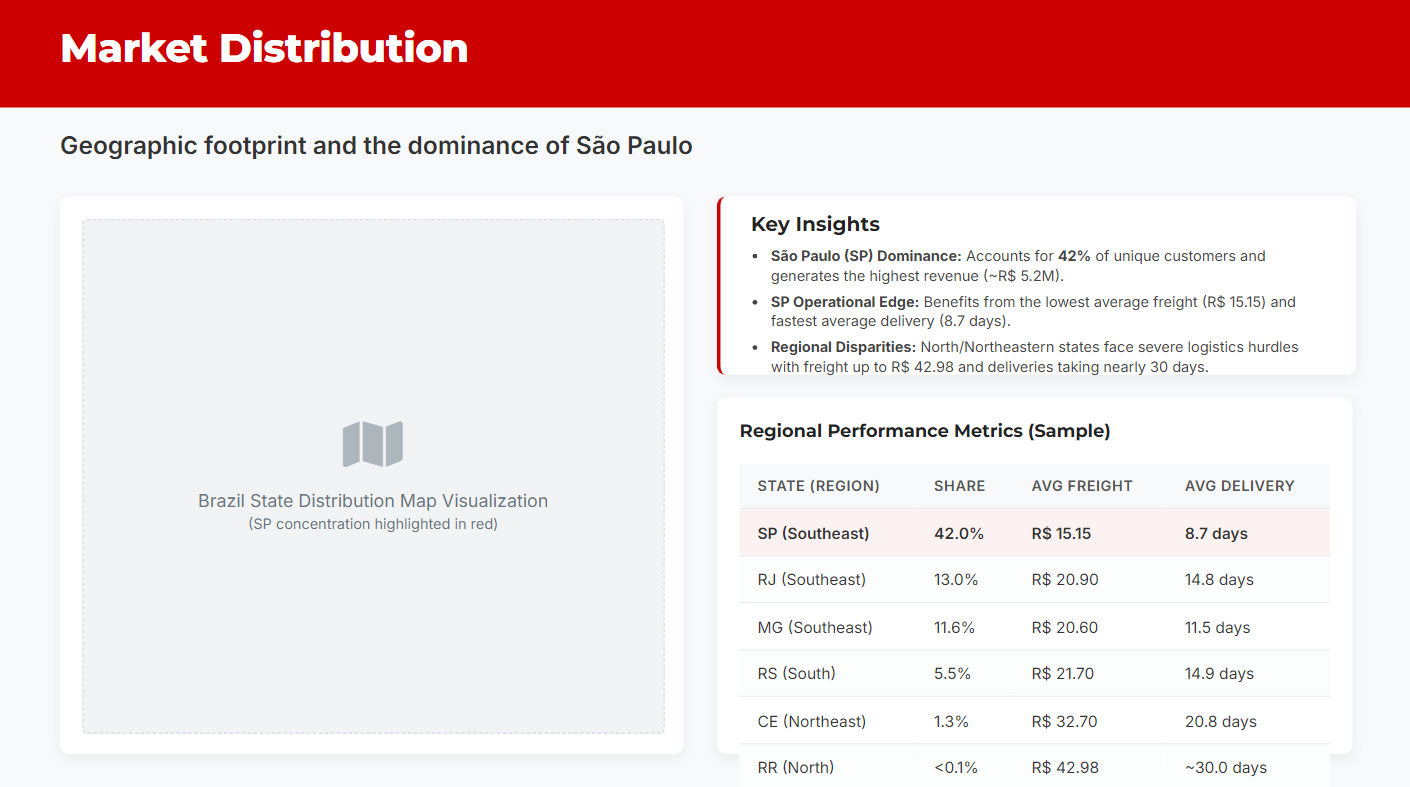 Market Distribution
Geographic footprint and the dominance of São Paulo
Brazil State Distribution Map Visualization
(SP concentration highlighted in red)
Key Insights
• São Paulo (SP) Dominance: Accounts for 42% of unique customers and
generates the highest revenue (~R$ 5.2M).
• SP Operational Edge: Benefits from the lowest average freight (R$ 15.15) and
fastest average delivery (8.7 days).
• Regional Disparities: North/Northeastern states face severe logistics hurdles
with freight up to R$ 42.98 and deliveries taking nearly 30 days.
Regional Performance Metrics (Sample)
STATE (REGION) SHARE AVG FREIGHT AVG DELIVERY
SP (Southeast) 42.0% R$ 15.15 8.7 days
RJ (Southeast) 13.0% R$ 20.90 14.8 days
MG (Southeast) 11.6% R$ 20.60 11.5 days
RS (South) 5.5% R$ 21.70 14.9 days
CE (Northeast) 1.3% R$ 32.70 20.8 days
RR (North) <0.1% R$ 42.98 ~30.0 days